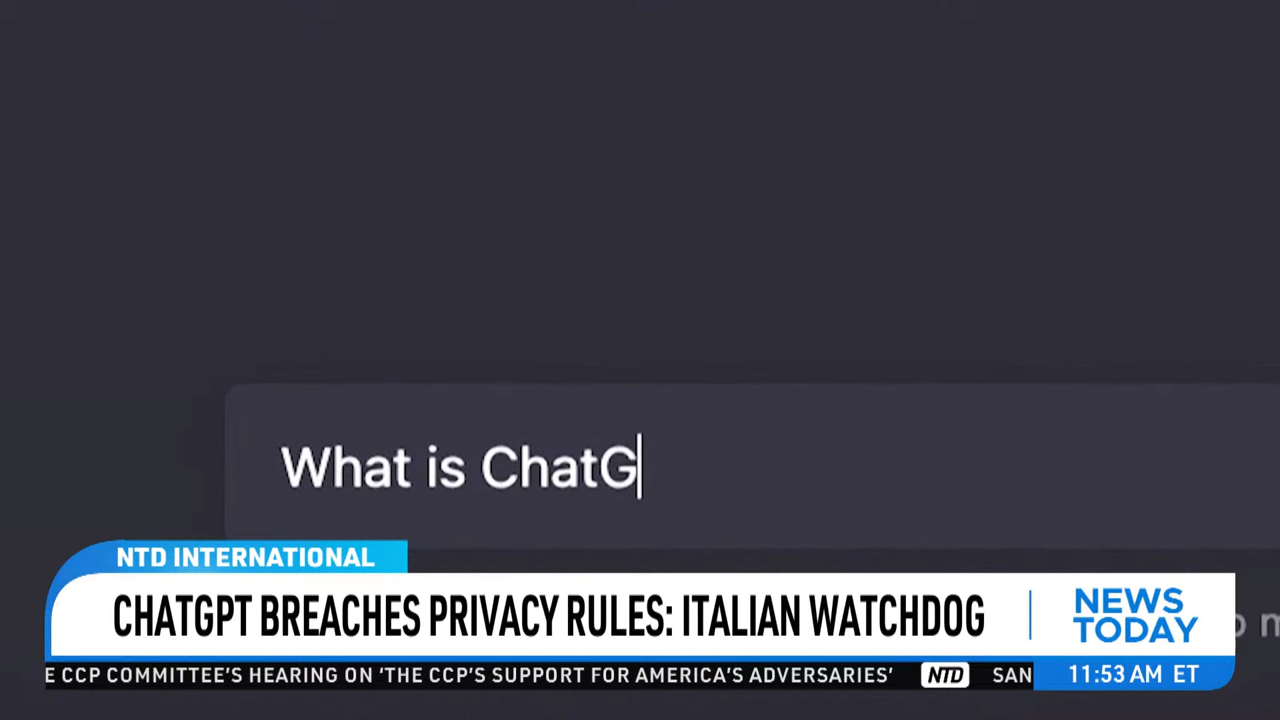 What is ChatG
NTD INTERNATIONAL
CHATGPT BREACHES PRIVACY RULES: ITALIAN WATCHDOG
NEWS
TODAY
CCP COMMITTEE'S HEARING ON 'THE CCP'S SUPPORT FOR AMERICA'S ADVERSARIES' NTD SAN
11:53 AM ET